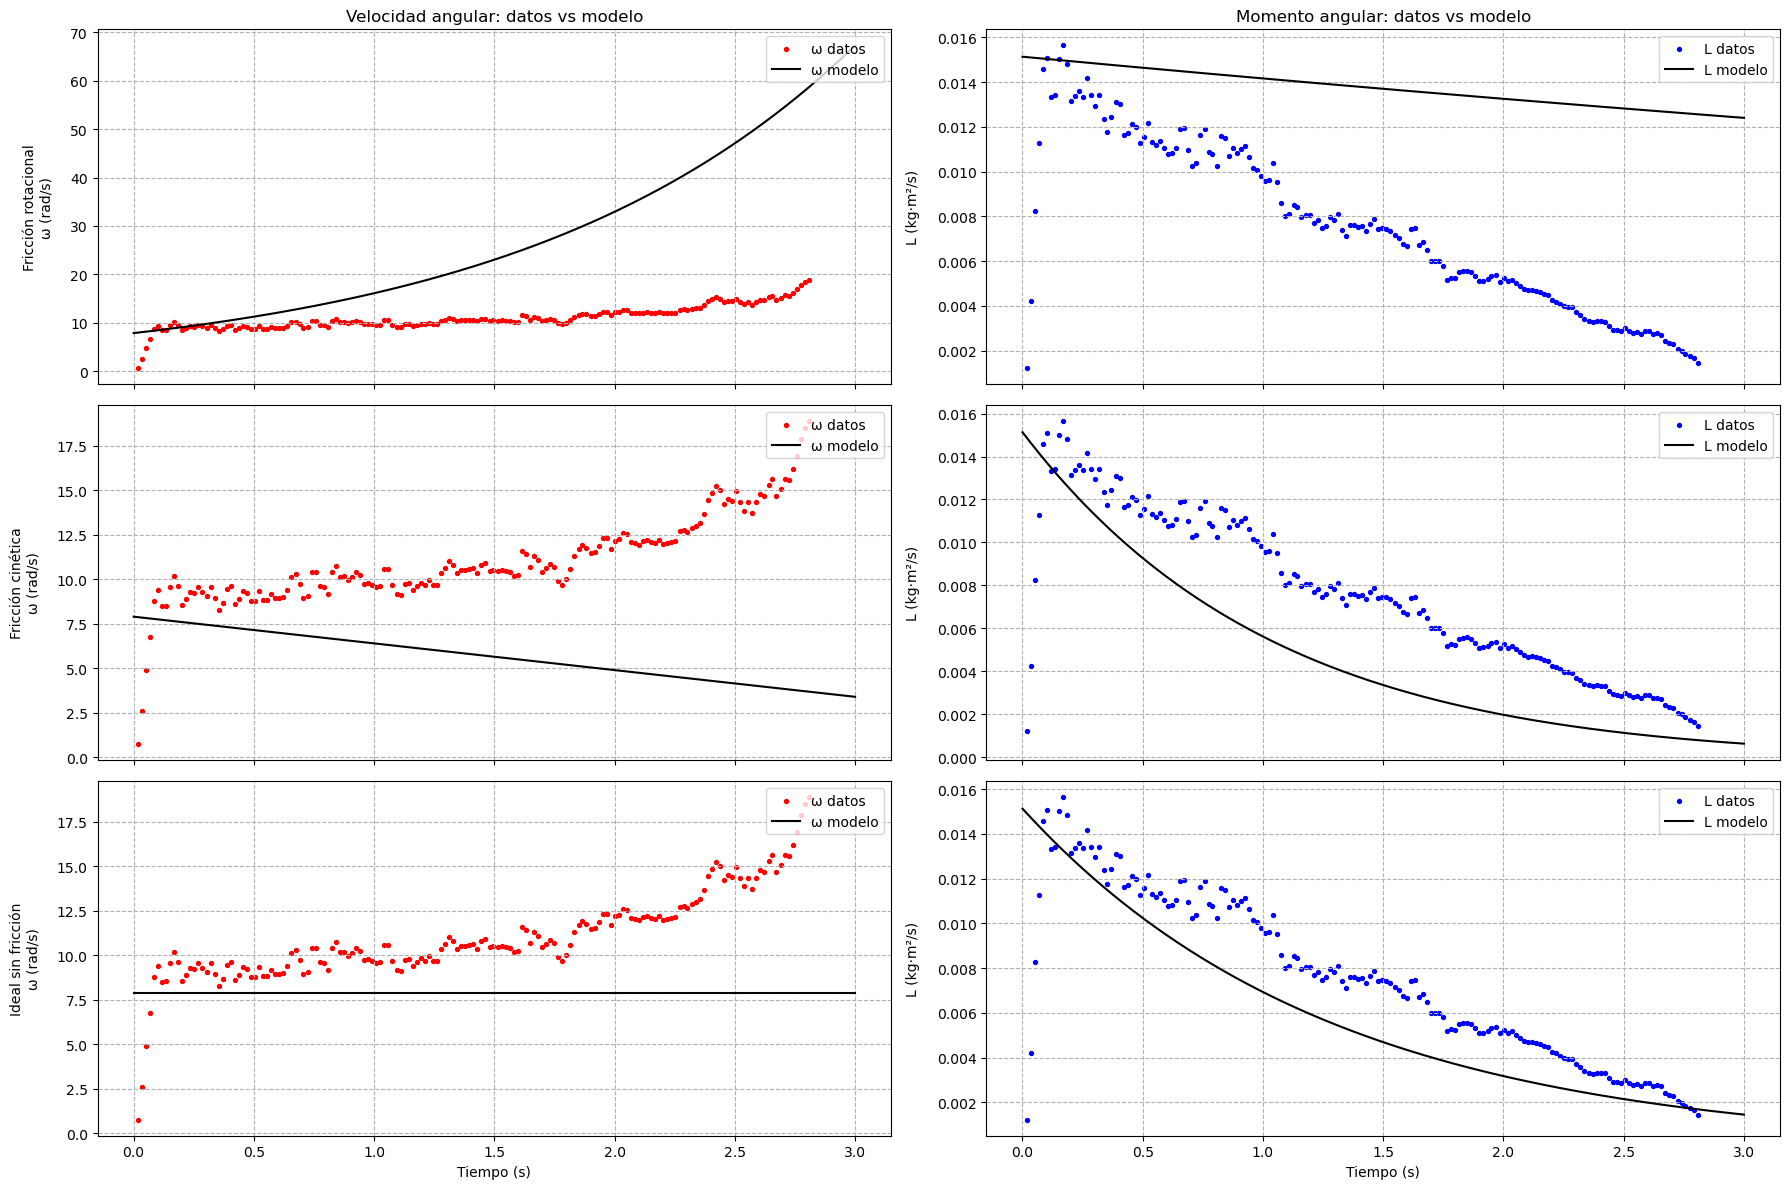 Velocidad angular: datos vs modelo
Fricción rotacional
ω (rad/s)
70
60
50
40
30
20
10
0
ω datos
ω modelo
Momento angular: datos vs modelo
L (kg·m²/s)
0.016
0.014
0.012
0.010
0.008
0.006
0.004
0.002
L datos
L modelo
Fricción cinética
ω (rad/s)
17.5
15.0
12.5
10.0
7.5
5.0
2.5
0.0
ω datos
ω modelo
L (kg·m²/s)
0.016
0.014
0.012
0.010
0.008
0.006
0.004
0.002
0.000
L datos
L modelo
Ideal sin fricción
ω (rad/s)
17.5
15.0
12.5
10.0
7.5
5.0
2.5
0.0
ω datos
ω modelo
0.0 0.5 1.0 1.5 2.0 2.5 3.0
Tiempo (s)
L (kg·m²/s)
0.016
0.014
0.012
0.010
0.008
0.006
0.004
0.002
L datos
L modelo
0.0 0.5 1.0 1.5 2.0 2.5 3.0
Tiempo (s)